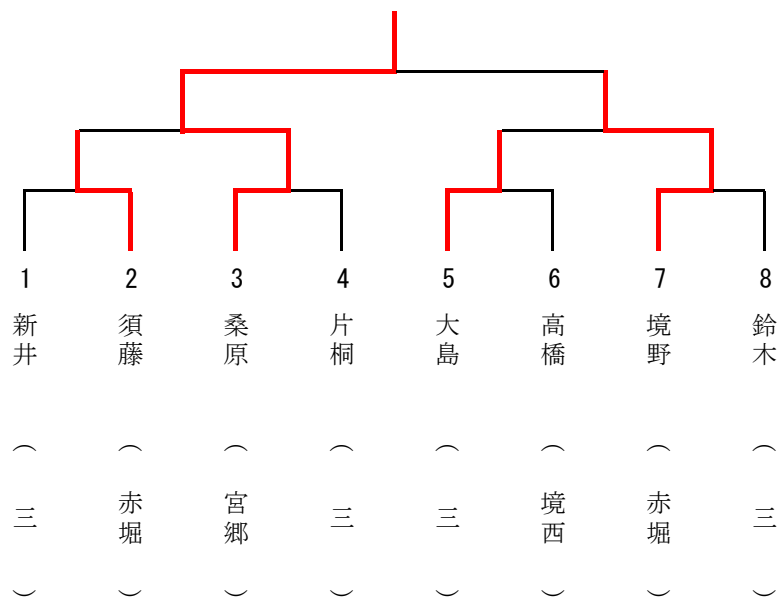 1 2 3 4 5 6 7 8
新井（三）
須藤（赤堀）
桑原（宮郷）
片桐（三）
大島（三）
高橋（境西）
境野（赤堀）
鈴木（三）